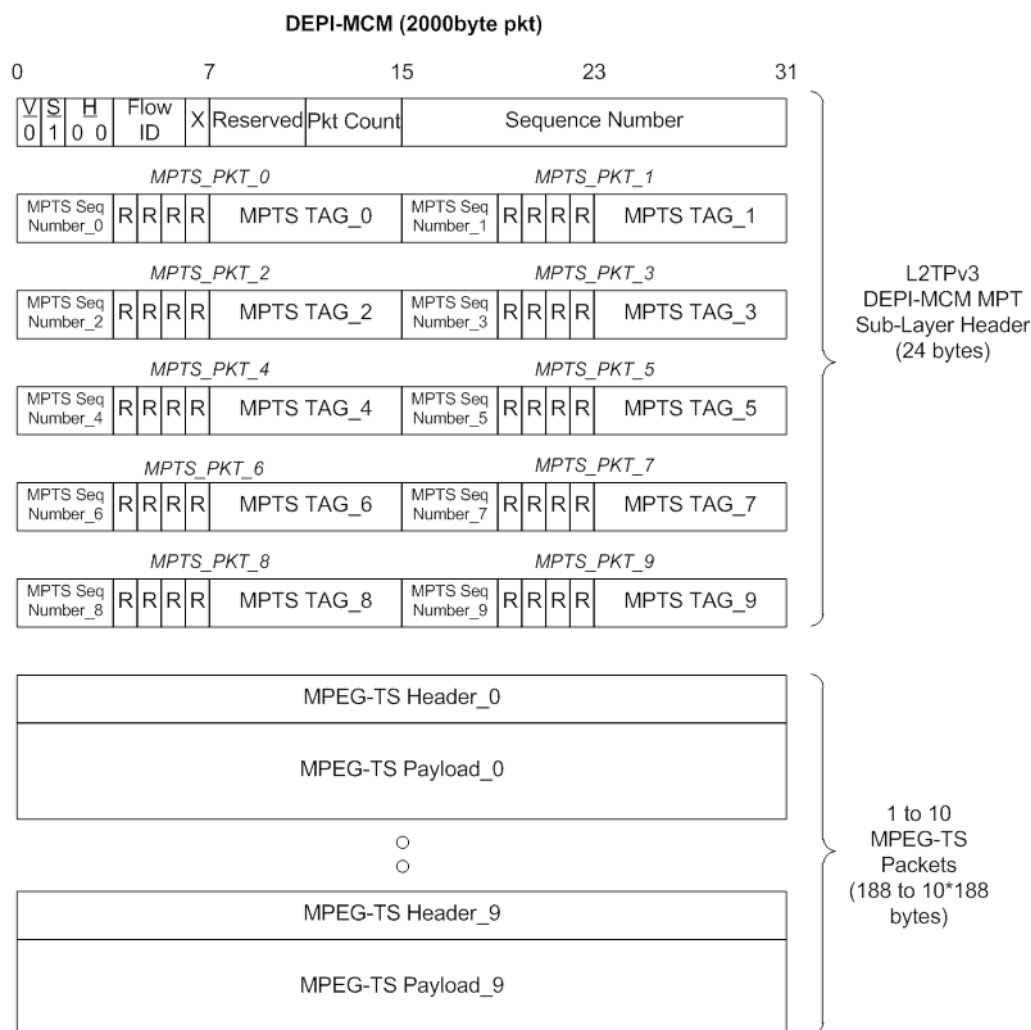 DEPI-MCM (2000byte pkt)
0 7 15 23 31
V S H Flow ID X Reserved Pkt Count Sequence Number
0 1 0 0
MPTS_PKT_0 MPTS_PKT_1
MPTS Seq Number_0 R R R R MPTS TAG_0 MPTS Seq Number_1 R R R R MPTS TAG_1
MPTS_PKT_2 MPTS_PKT_3
MPTS Seq Number_2 R R R R MPTS TAG_2 MPTS Seq Number_3 R R R R MPTS TAG_3
MPTS_PKT_4 MPTS_PKT_5
MPTS Seq Number_4 R R R R MPTS TAG_4 MPTS Seq Number_5 R R R R MPTS TAG_5
MPTS_PKT_6 MPTS_PKT_7
MPTS Seq Number_6 R R R R MPTS TAG_6 MPTS Seq Number_7 R R R R MPTS TAG_7
MPTS_PKT_8 MPTS_PKT_9
MPTS Seq Number_8 R R R R MPTS TAG_8 MPTS Seq Number_9 R R R R MPTS TAG_9
L2TPv3
DEPI-MCM MPT
Sub-Layer Header
(24 bytes)
MPEG-TS Header_0
MPEG-TS Payload_0
MPEG-TS Header_9
MPEG-TS Payload_9
1 to 10
MPEG-TS
Packets
(188 to 10*188
bytes)